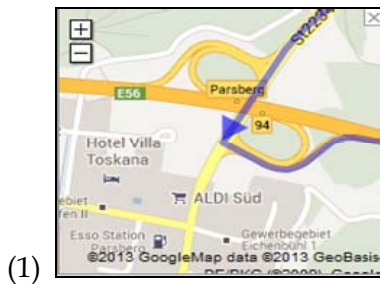 St2234
Parsberg
E56
94
Hotel Villa
Toskana
ALDI Süd
Esso Station
Parsberg
Gewerbegebiet
Eichenbühl 1
©2013 GoogleMap data ©2013 GeoBasis-
(1)